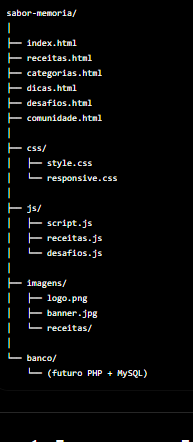 sabor-memoria/
│
├── index.html
├── receitas.html
├── categorias.html
├── dicas.html
├── desafios.html
├── comunidade.html
│
├── css/
│   ├── style.css
│   └── responsive.css
│
├── js/
│   ├── script.js
│   ├── receitas.js
│   └── desafios.js
│
├── imagens/
│   ├── logo.png
│   ├── banner.jpg
│   └── receitas/
│
└── banco/
    └── (futuro PHP + MySQL)